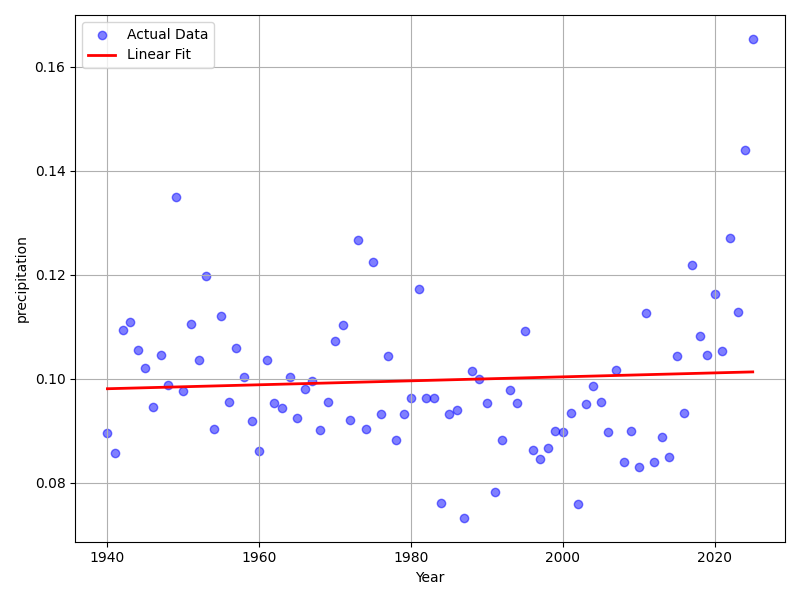 Actual Data
Linear Fit
0.16
0.14
0.12
0.10
0.08
precipitation
1940
1960
1980
2000
2020
Year